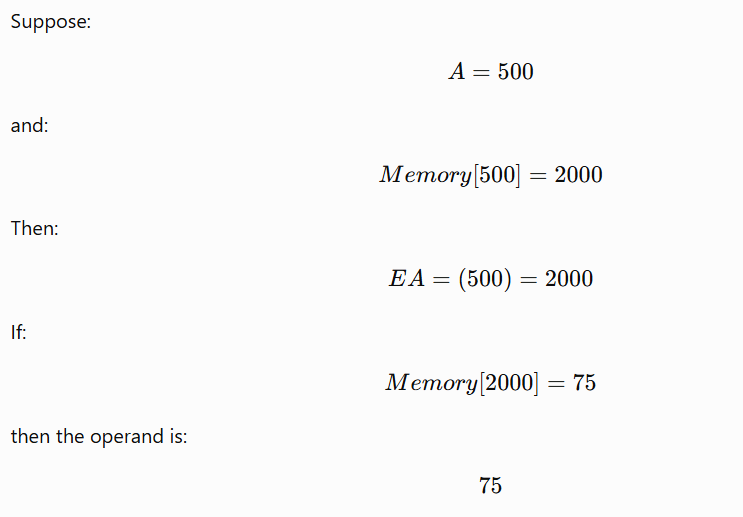 Suppose:
A = 500
and:
Memory[500] = 2000
Then:
EA = (500) = 2000
If:
Memory[2000] = 75
then the operand is:
75